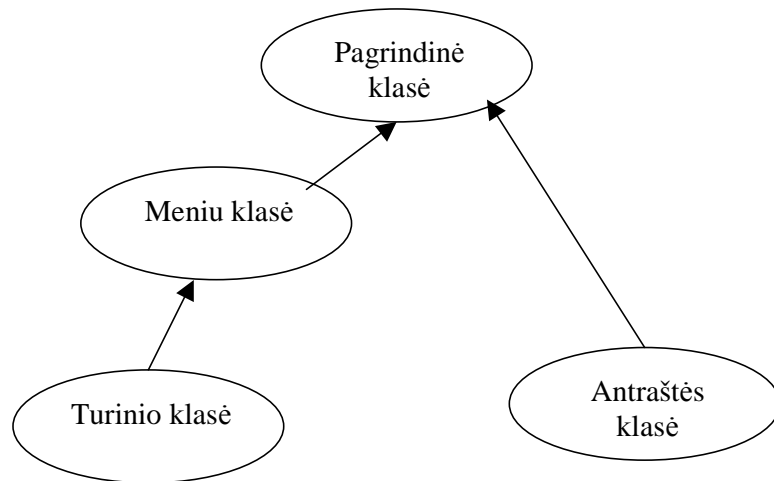 Pagrindinė
klasė
Meniu klasė
Turinio klasė
Antraštės
klasė